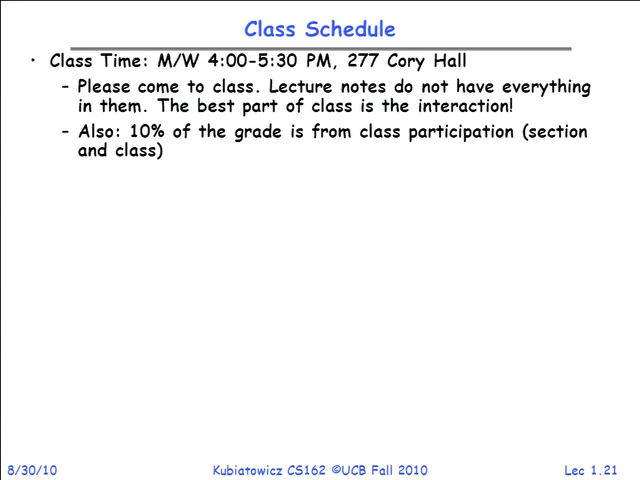 Class Schedule
• Class Time: M/W 4:00-5:30 PM, 277 Cory Hall
– Please come to class. Lecture notes do not have everything
in them. The best part of class is the interaction!
– Also: 10% of the grade is from class participation (section
and class)
8/30/10 Kubiatowicz CS162 ©UCB Fall 2010 Lec 1.21